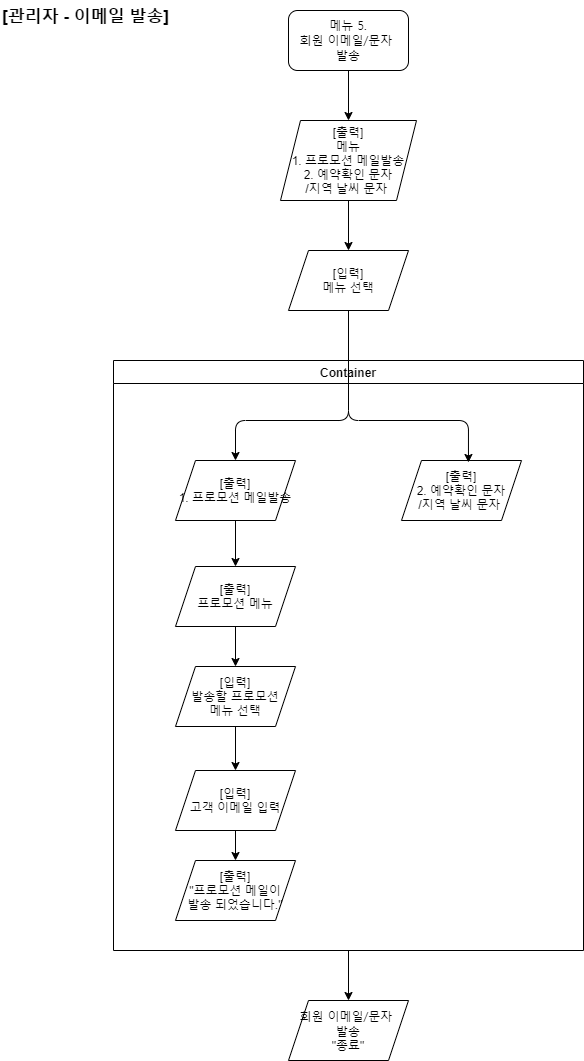 [관리자 - 이메일 발송]
메뉴 5.
회원 이메일/문자
발송
[출력]
메뉴
1. 프로모션 메일발송
2. 예약확인 문자
/지역 날씨 문자
[입력]
메뉴 선택
Container
[출력]
1. 프로모션 메일발송
[출력]
2. 예약확인 문자
/지역 날씨 문자
[출력]
프로모션 메뉴
[입력]
발송할 프로모션
메뉴 선택
[입력]
고객 이메일 입력
[출력]
"프로모션 메일이
발송 되었습니다."
회원 이메일/문자
발송
"종료"